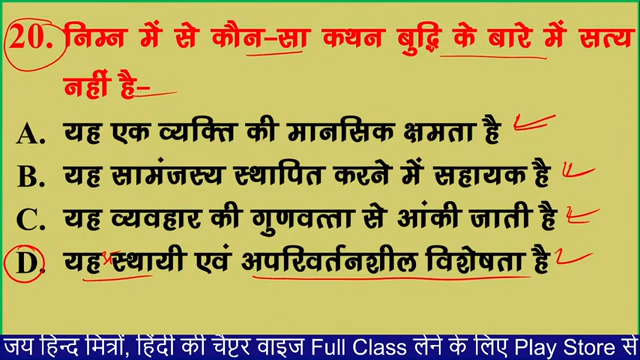 20. निम्न में से कौन-सा कथन बुद्धि के बारे में सत्य
नहीं है-
A. यह एक व्यक्ति की मानसिक क्षमता है
B. यह सामंजस्य स्थापित करने में सहायक है
C. यह व्यवहार की गुणवत्ता से आंकी जाती है
D. यह स्थायी एवं अपरिवर्तनशील विशेषता है
जय हिन्द मित्रों, हिंदी की चैप्टर वाइज Full Class लेने के लिए Play Store से